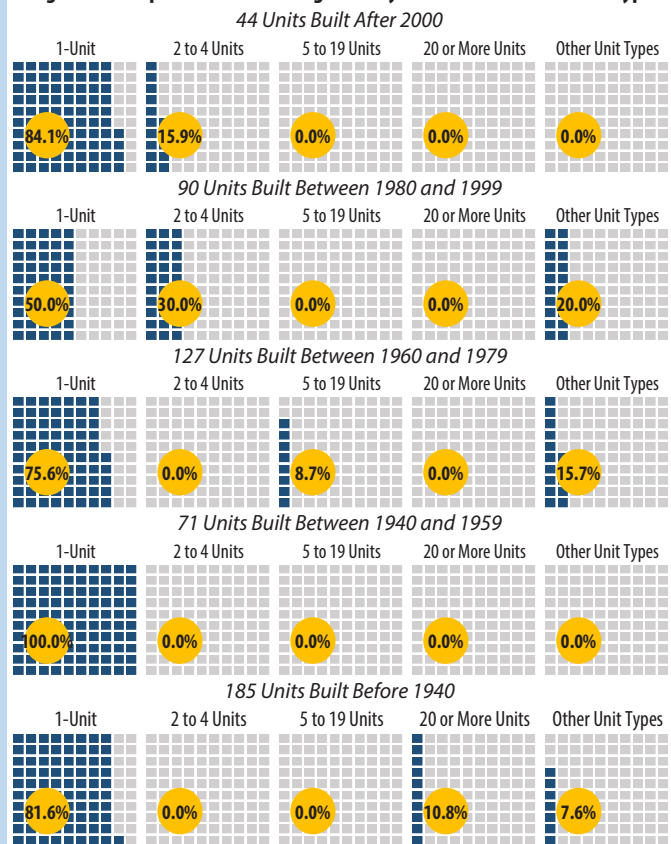 44 Units Built After 2000
1-Unit 2 to 4 Units 5 to 19 Units 20 or More Units Other Unit Types
84.1% 15.9% 0.0% 0.0% 0.0%
90 Units Built Between 1980 and 1999
1-Unit 2 to 4 Units 5 to 19 Units 20 or More Units Other Unit Types
50.0% 30.0% 0.0% 0.0% 20.0%
127 Units Built Between 1960 and 1979
1-Unit 2 to 4 Units 5 to 19 Units 20 or More Units Other Unit Types
75.6% 0.0% 8.7% 0.0% 15.7%
71 Units Built Between 1940 and 1959
1-Unit 2 to 4 Units 5 to 19 Units 20 or More Units Other Unit Types
100.0% 0.0% 0.0% 0.0% 0.0%
185 Units Built Before 1940
1-Unit 2 to 4 Units 5 to 19 Units 20 or More Units Other Unit Types
81.6% 0.0% 0.0% 10.8% 7.6%